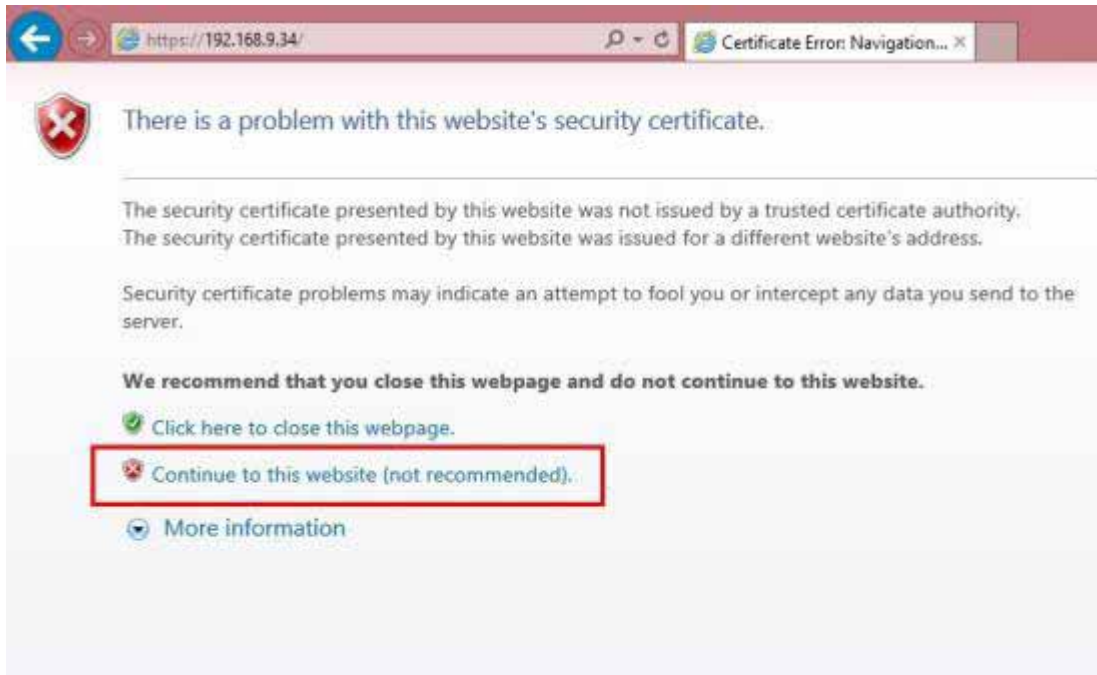 https://192.168.9.34/
Certificate Error: Navigation...
There is a problem with this website's security certificate.
The security certificate presented by this website was not issued by a trusted certificate authority.
The security certificate presented by this website was issued for a different website's address.
Security certificate problems may indicate an attempt to fool you or intercept any data you send to the
server.
We recommend that you close this webpage and do not continue to this website.
Click here to close this webpage.
Continue to this website (not recommended).
More information